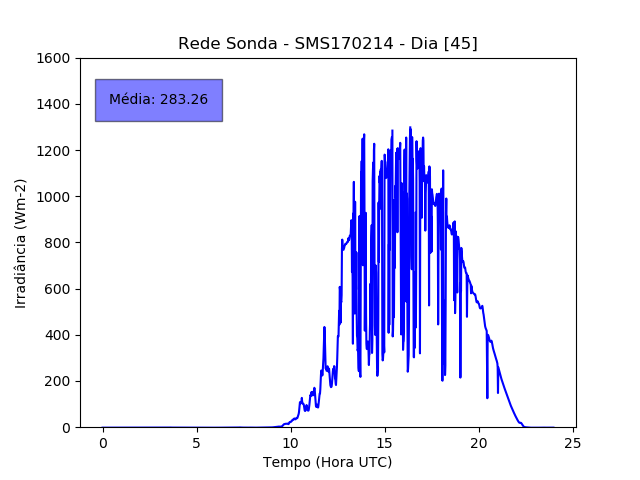 Rede Sonda - SMS170214 - Dia [45]
1600
1400
1200
1000
800
600
400
200
0
Média: 283.26
Irradiância (Wm-2)
0 5 10 15 20 25
Tempo (Hora UTC)